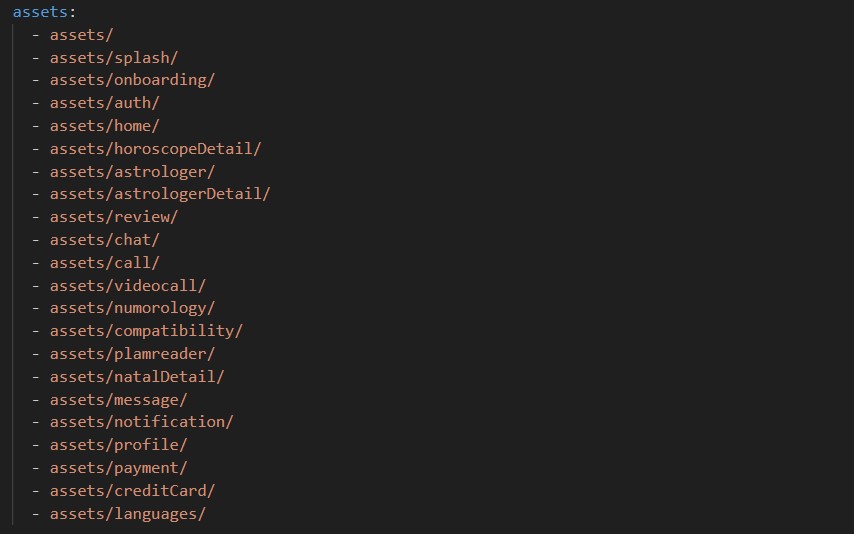 assets:
- assets/
- assets/splash/
- assets/onboarding/
- assets/auth/
- assets/home/
- assets/horoscopeDetail/
- assets/astrologer/
- assets/astrologerDetail/
- assets/review/
- assets/chat/
- assets/call/
- assets/videocall/
- assets/numorology/
- assets/compatibility/
- assets/plamreader/
- assets/natalDetail/
- assets/message/
- assets/notification/
- assets/profile/
- assets/payment/
- assets/creditCard/
- assets/languages/